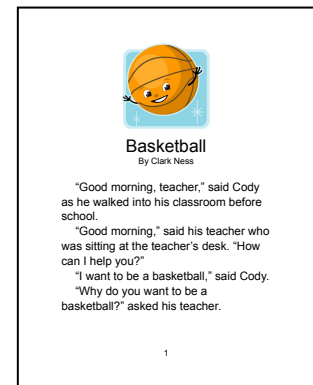 Basketball
By Clark Ness
“Good morning, teacher,” said Cody
as he walked into his classroom before
school.
“Good morning,” said his teacher who
was sitting at the teacher’s desk. “How
can I help you?”
“I want to be a basketball,” said Cody.
“Why do you want to be a
basketball?” asked his teacher.
1